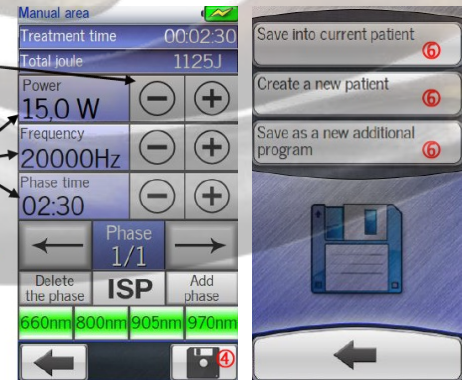 Manual area
Treatment time 00:02:30
Total joule 1125J
Power
15,0 W
Frequency
20000Hz
Phase time
02:30
Phase
1/1
Delete
the phase
ISP
Add
phase
660nm 800nm 905nm 970nm
④
Save into current patient
⑥
Create a new patient
⑥
Save as a new additional
program
⑥